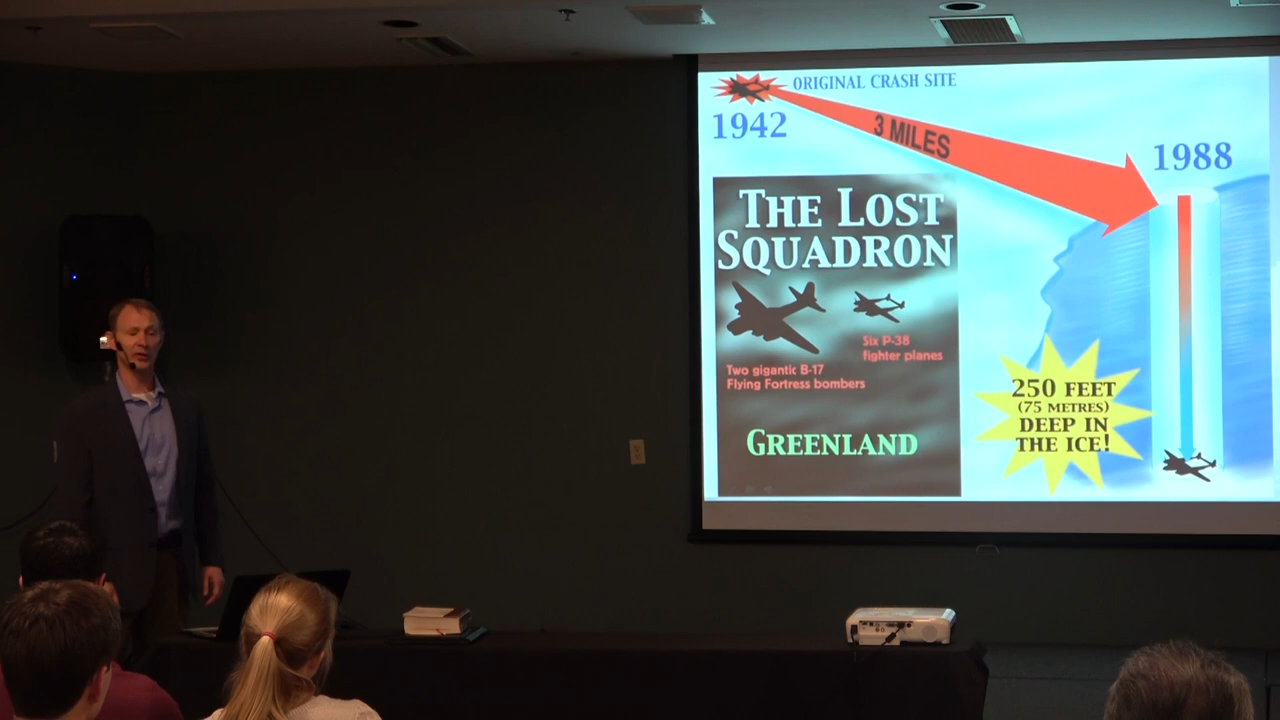 ORIGINAL CRASH SITE
1942
3 MILES
1988
THE LOST
SQUADRON
Six P-38
fighter planes
Two gigantic B-17
Flying Fortress bombers
GREENLAND
250 FEET
(75 METRES)
DEEP IN
THE ICE!